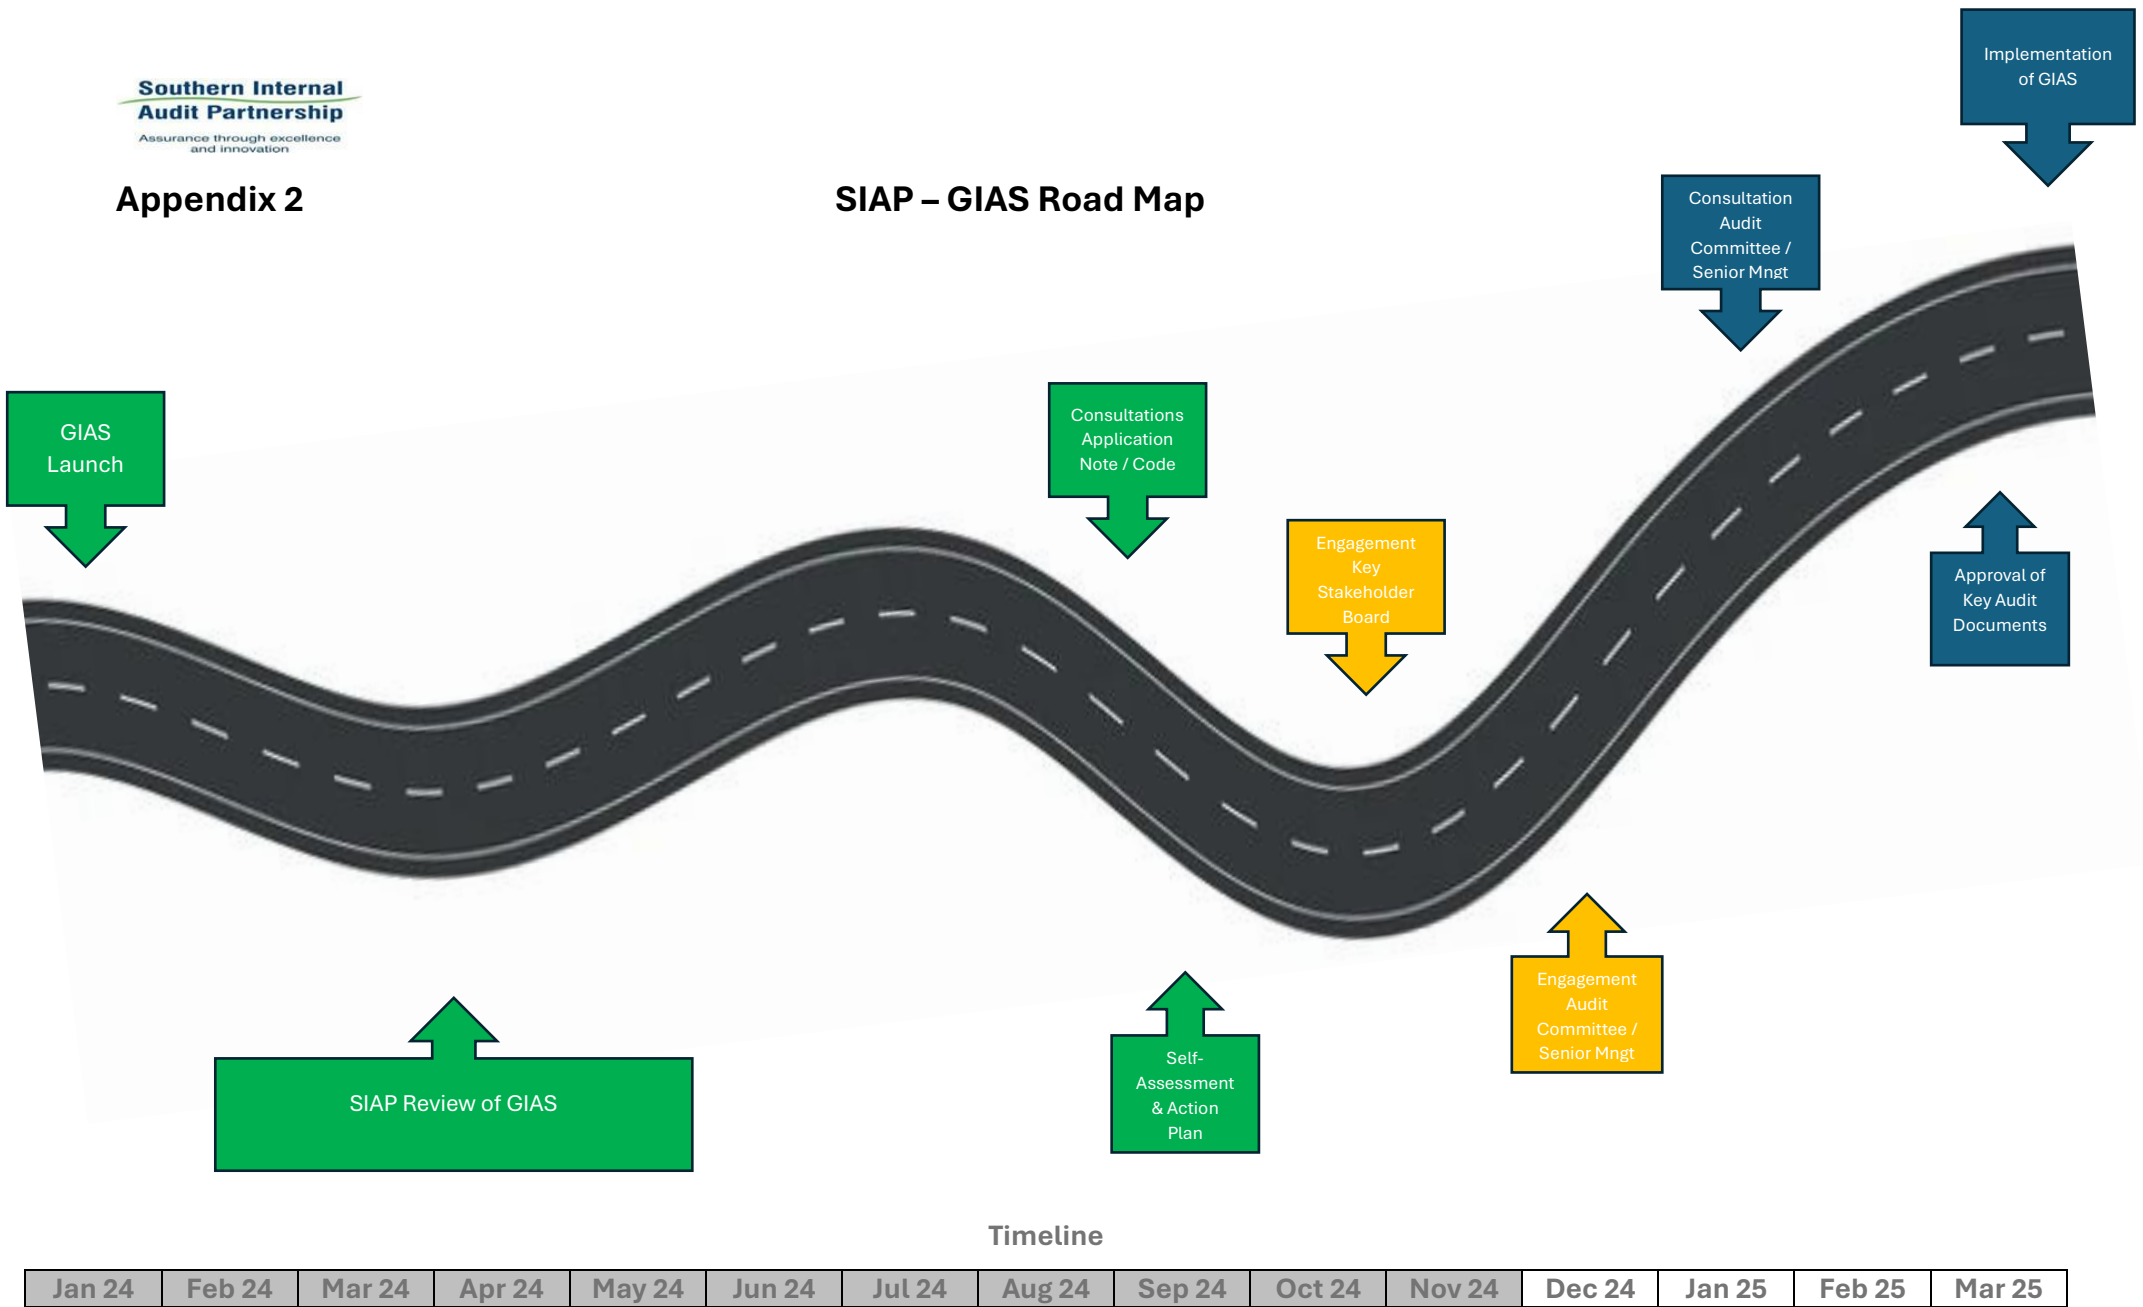 Southern Internal
Audit Partnership
Assurance through excellence
and innovation
Appendix 2
SIAP – GIAS Road Map
Implementation
of GIAS
Consultation
Audit
Committee /
Senior Mngt
GIAS
Launch
Consultations
Application
Note / Code
Engagement
Key
Stakeholder
Board
Approval of
Key Audit
Documents
SIAP Review of GIAS
Self-
Assessment
& Action
Plan
Engagement
Audit
Committee /
Senior Mngt
Timeline
Jan 24 Feb 24 Mar 24 Apr 24 May 24 Jun 24 Jul 24 Aug 24 Sep 24 Oct 24 Nov 24 Dec 24 Jan 25 Feb 25 Mar 25